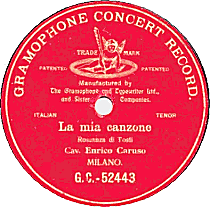 GRAMOPHONE CONCERT RECORD.
TRADE MARK
PATENTED PATENTED
Manufactured by
The Gramophone and Typewriter Ltd.,
and Sister Companies.
ITALIAN TENOR
La mia canzone
Romanza di Tosti
Cav. Enrico Caruso
MILANO.
G.C.-52443